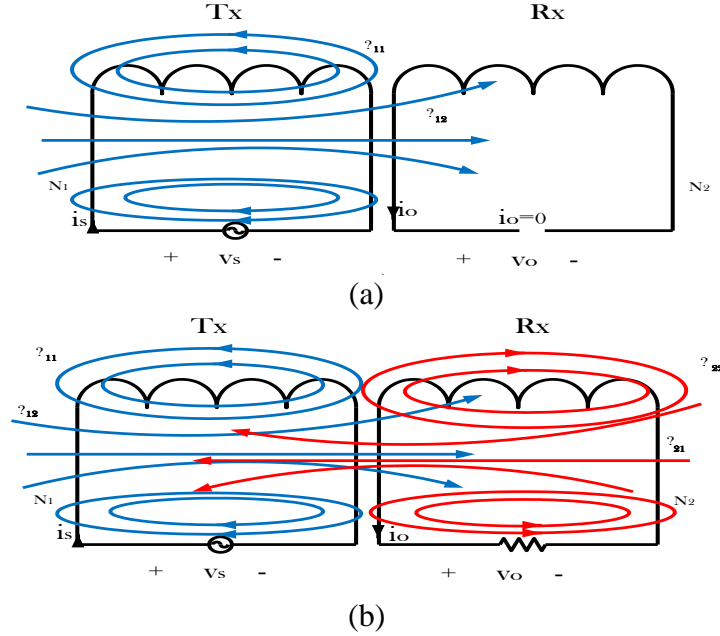 Tx Rx
?11
?12
N1 N2
is io io=0
+ vs - + vo -
(a)
Tx Rx
?11 ?22
?12
?21
N1 N2
is io
+ vs - + vo -
(b)